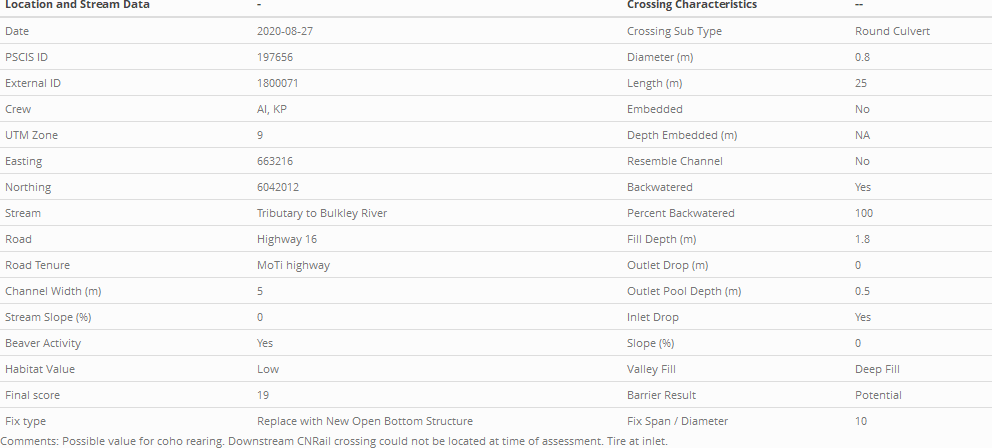 Location and Stream Data - Crossing Characteristics --
Date 2020-08-27 Crossing Sub Type Round Culvert
PSCIS ID 197656 Diameter (m) 0.8
External ID 1800071 Length (m) 25
Crew AI, KP Embedded No
UTM Zone 9 Depth Embedded (m) NA
Easting 663216 Resemble Channel No
Northing 6042012 Backwatered Yes
Stream Tributary to Bulkley River Percent Backwatered 100
Road Highway 16 Fill Depth (m) 1.8
Road Tenure MoTi highway Outlet Drop (m) 0
Channel Width (m) 5 Outlet Pool Depth (m) 0.5
Stream Slope (%) 0 Inlet Drop Yes
Beaver Activity Yes Slope (%) 0
Habitat Value Low Valley Fill Deep Fill
Final score 19 Barrier Result Potential
Fix type Replace with New Open Bottom Structure Fix Span / Diameter 10
Comments: Possible value for coho rearing. Downstream CNRail crossing could not be located at time of assessment. Tire at inlet.